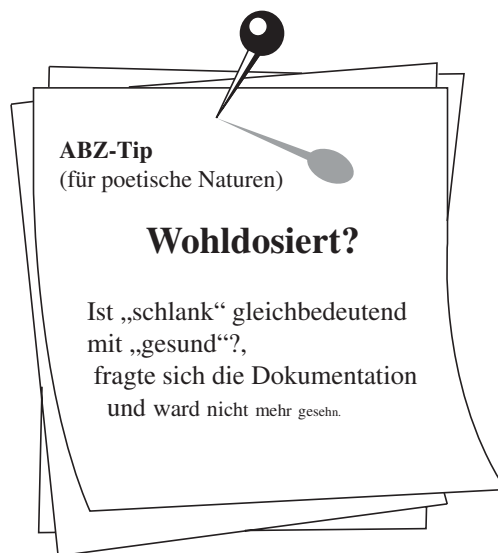 ABZ-Tip
(für poetische Naturen)
Wohldosiert?
Ist „schlank“ gleichbedeutend
mit „gesund“?,
fragte sich die Dokumentation
und ward nicht mehr gesehn.